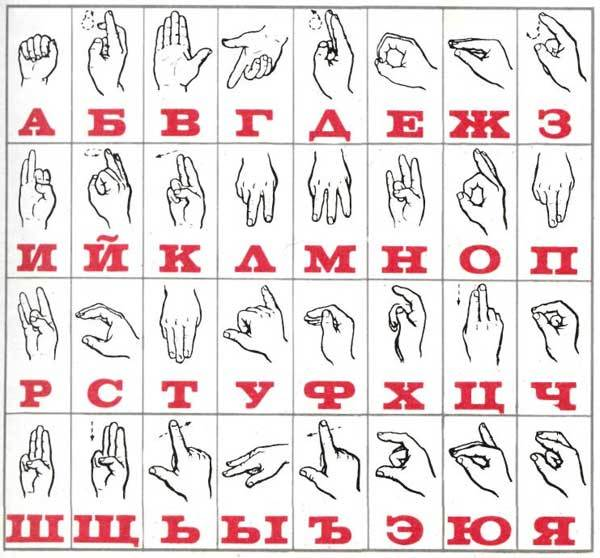 А Б В Г Д Е Ж З
И Й К Л М Н О П
Р С Т У Ф Х Ц Ч
Ш Щ Ь Ы Ъ Э Ю Я